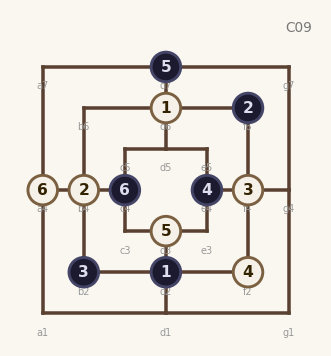 C09
5
a7 d7 g7
1 2
b6 d6 f6
c5 d5 e5
6 2 6 4 3
a4 b4 c4 e4 f4 g4
5
c3 d3 e3
3 1 4
b2 d2 f2
a1 d1 g1